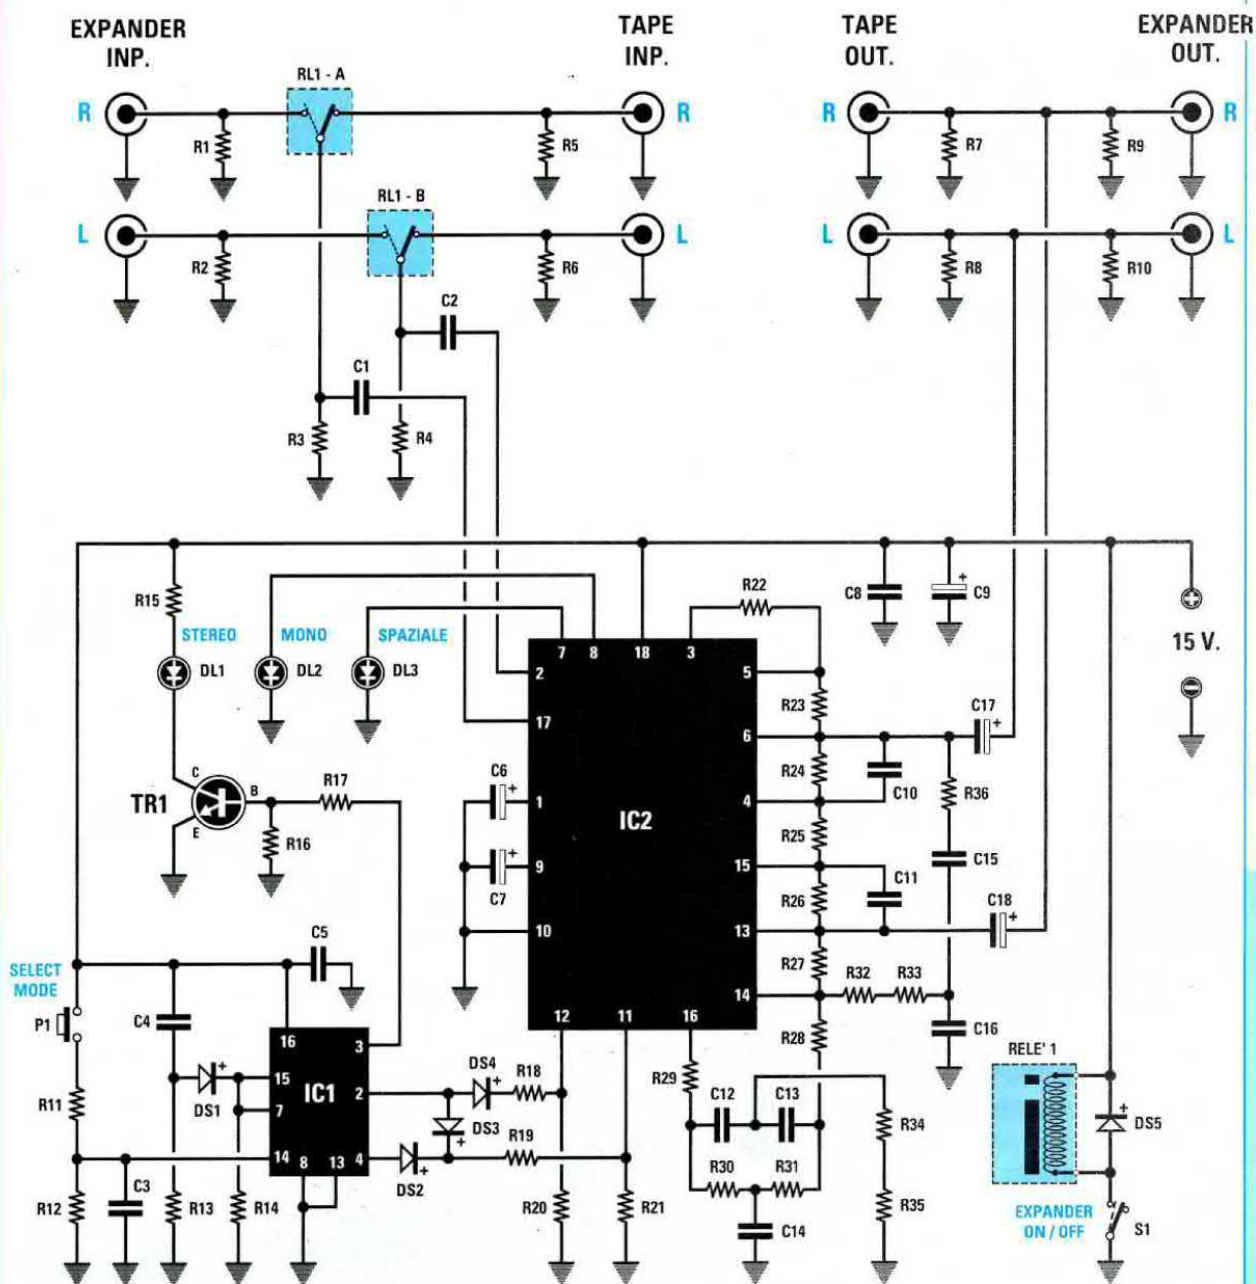 EXPANDER
INP.
TAPE
INP.
TAPE
OUT.
EXPANDER
OUT.
RL1 - A
R
R
R
R
R1
R5
R7
R9
RL1 - B
L
L
L
L
R2
R6
R8
R10
C2
C1
R3
R4
R15
R22
C8
+
C9
STEREO
MONO
SPAZIALE
DL1
DL2
DL3
7
8
18
3
+
15 V.
−
2
5
17
R23
C17
+
6
C
R17
C6
+
R24
C10
R36
TR1
B
1
4
E
R16
IC2
R25
C15
+
9
15
C7
C11
R26
C18
+
10
13
C5
SELECT
MODE
R27
R32
R33
P1
C4
14
12
11
16
R28
C16
16
3
RELE' 1
DS4
R18
R29
15
+
DS1
IC1
2
+
C12
C13
R11
7
DS3
+
R34
+
DS5
R19
14
8
13
4
+
DS2
C3
R30
R31
R12
R13
R14
R20
R21
C14
R35
EXPANDER
ON / OFF
S1